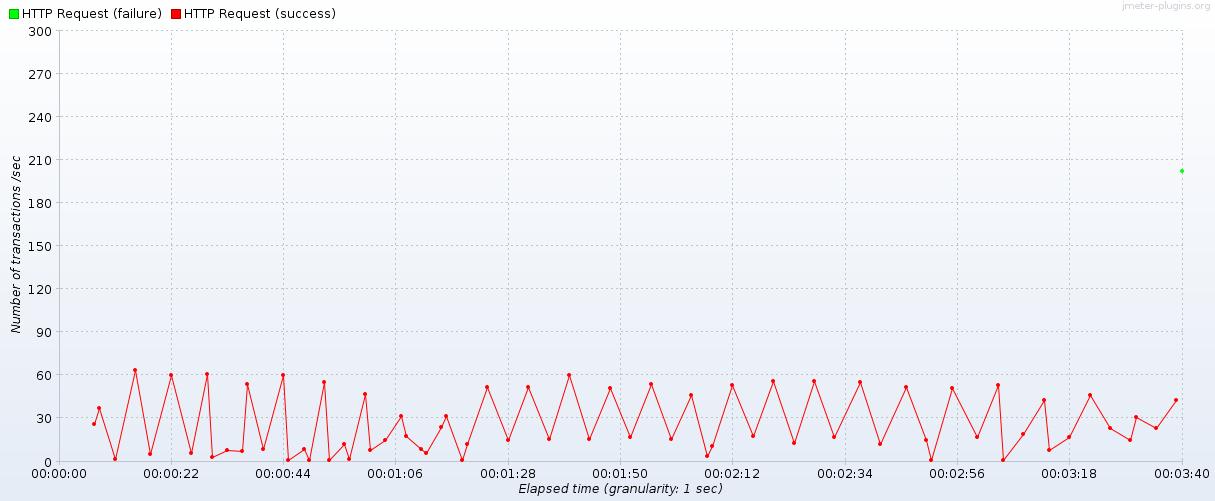 HTTP Request (failure) HTTP Request (success)
jmeter-plugins.org
300
270
240
210
180
150
120
90
60
30
0
Number of transactions /sec
00:00:00 00:00:22 00:00:44 00:01:06 00:01:28 00:01:50 00:02:12 00:02:34 00:02:56 00:03:18 00:03:40
Elapsed time (granularity: 1 sec)